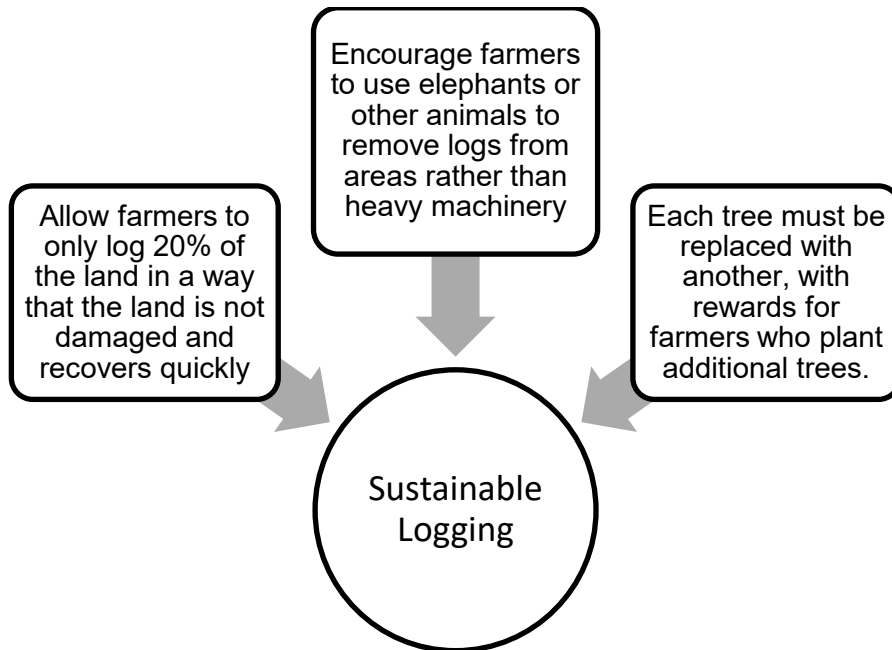 Allow farmers to
only log 20% of
the land in a way
that the land is not
damaged and
recovers quickly
Encourage farmers
to use elephants or
other animals to
remove logs from
areas rather than
heavy machinery
Each tree must be
replaced with
another, with
rewards for
farmers who plant
additional trees.
Sustainable
Logging